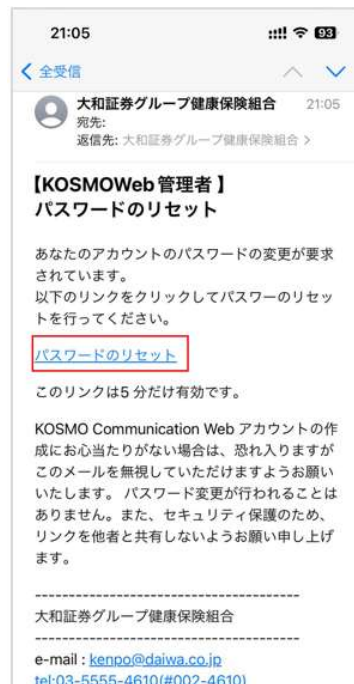 21:05
93
全受信
大和証券グループ健康保険組合 21:05
宛先:
返信先: 大和証券グループ健康保険組合
【KOSMOWeb管理者】
パスワードのリセット
あなたのアカウントのパスワードの変更が要求
されています。
以下のリンクをクリックしてパスワーのリセッ
トを行ってください。
パスワードのリセット
このリンクは5 分だけ有効です。
KOSMO Communication Web アカウントの作
成にお心当たりがない場合は、恐れ入りますが
このメールを無視していただけますようお願い
いたします。 パスワード変更が行われることは
ありません。また、セキュリティ保護のため、
リンクを他者と共有しないようお願い申し上げ
ます。
--------------------------------------
大和証券グループ健康保険組合
--------------------------------------
e-mail : kenpo@daiwa.co.jp
tel:03-5555-4610(#002-4610)